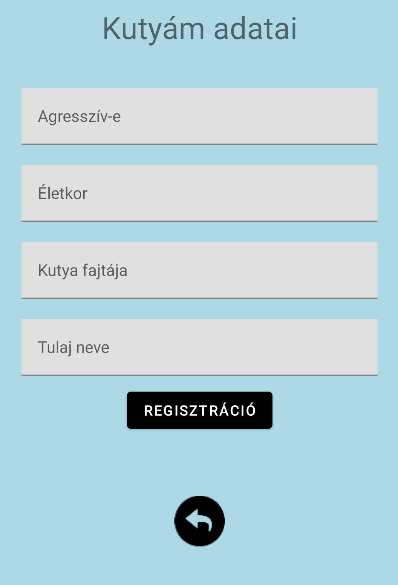 Kutyám adatai
Agresszív-e
Életkor
Kutya fajtája
Tulaj neve
REGISZTRÁCIÓ